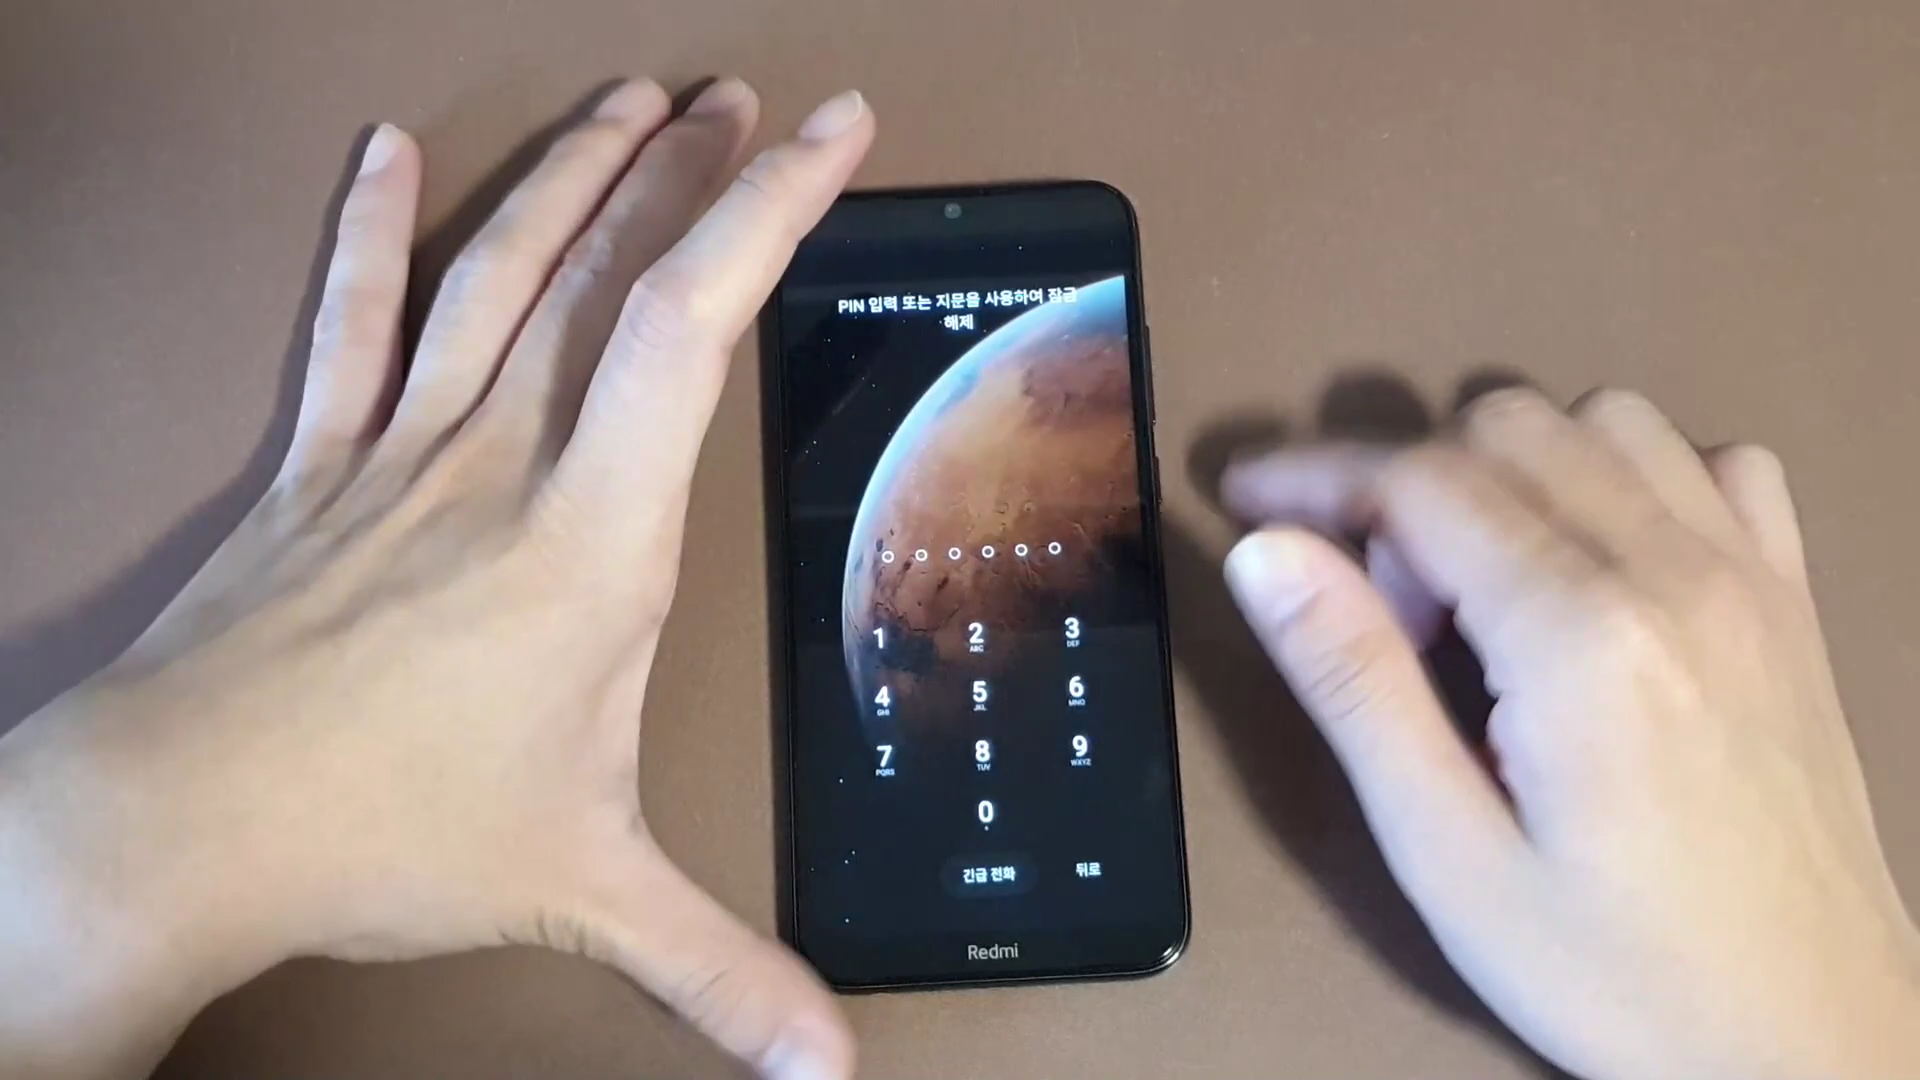 PIN 입력 또는 지문을 사용하여 잠금
해제
1 2 ABC 3 DEF
4 GHI 5 JKL 6 MNO
7 PQRS 8 TUV 9 WXYZ
0
긴급 전화 뒤로
Redmi